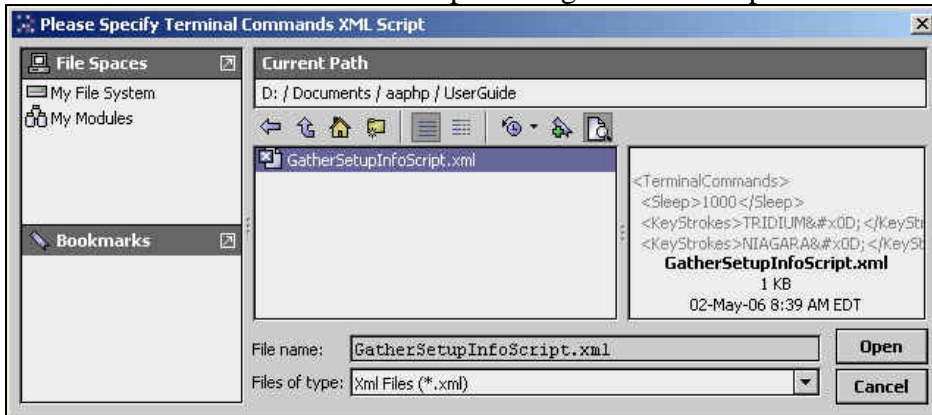 Please Specify Terminal Commands XML Script
File Spaces
My File System
My Modules
Bookmarks
Current Path
D: / Documents / aaphp / UserGuide
GatherSetupInfoScript.xml
<TerminalCommands>
<Sleep>1000</Sleep>
<KeyStrokes>TRIDIUM&#x0D;</KeyStr
<KeyStrokes>NIAGARA&#x0D;</KeySt
GatherSetupInfoScript.xml
1 KB
02-May-06 8:39 AM EDT
File name: GatherSetupInfoScript.xml
Open
Files of type: Xml Files (*.xml)
Cancel